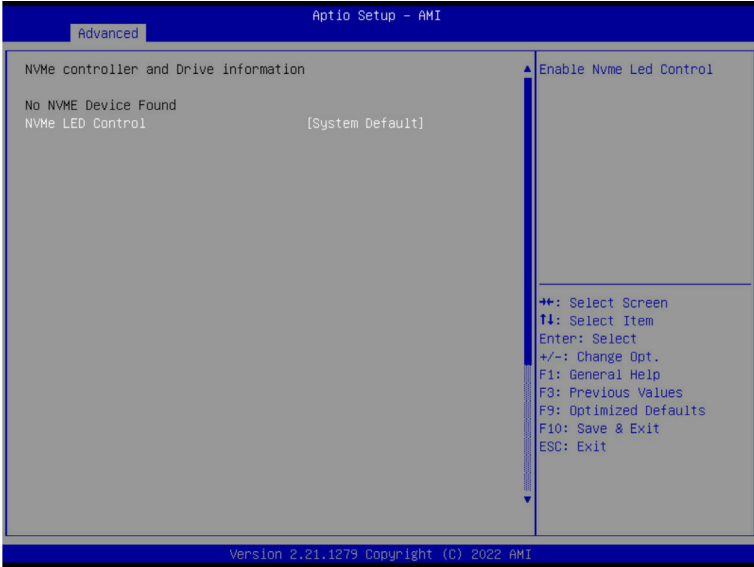 Aptio Setup – AMI
Advanced
NVMe controller and Drive information
No NVME Device Found
NVMe LED Control [System Default]
Enable Nvme Led Control
→←: Select Screen
↑↓: Select Item
Enter: Select
+/-: Change Opt.
F1: General Help
F3: Previous Values
F9: Optimized Defaults
F10: Save & Exit
ESC: Exit
Version 2.21.1279 Copyright (C) 2022 AMI